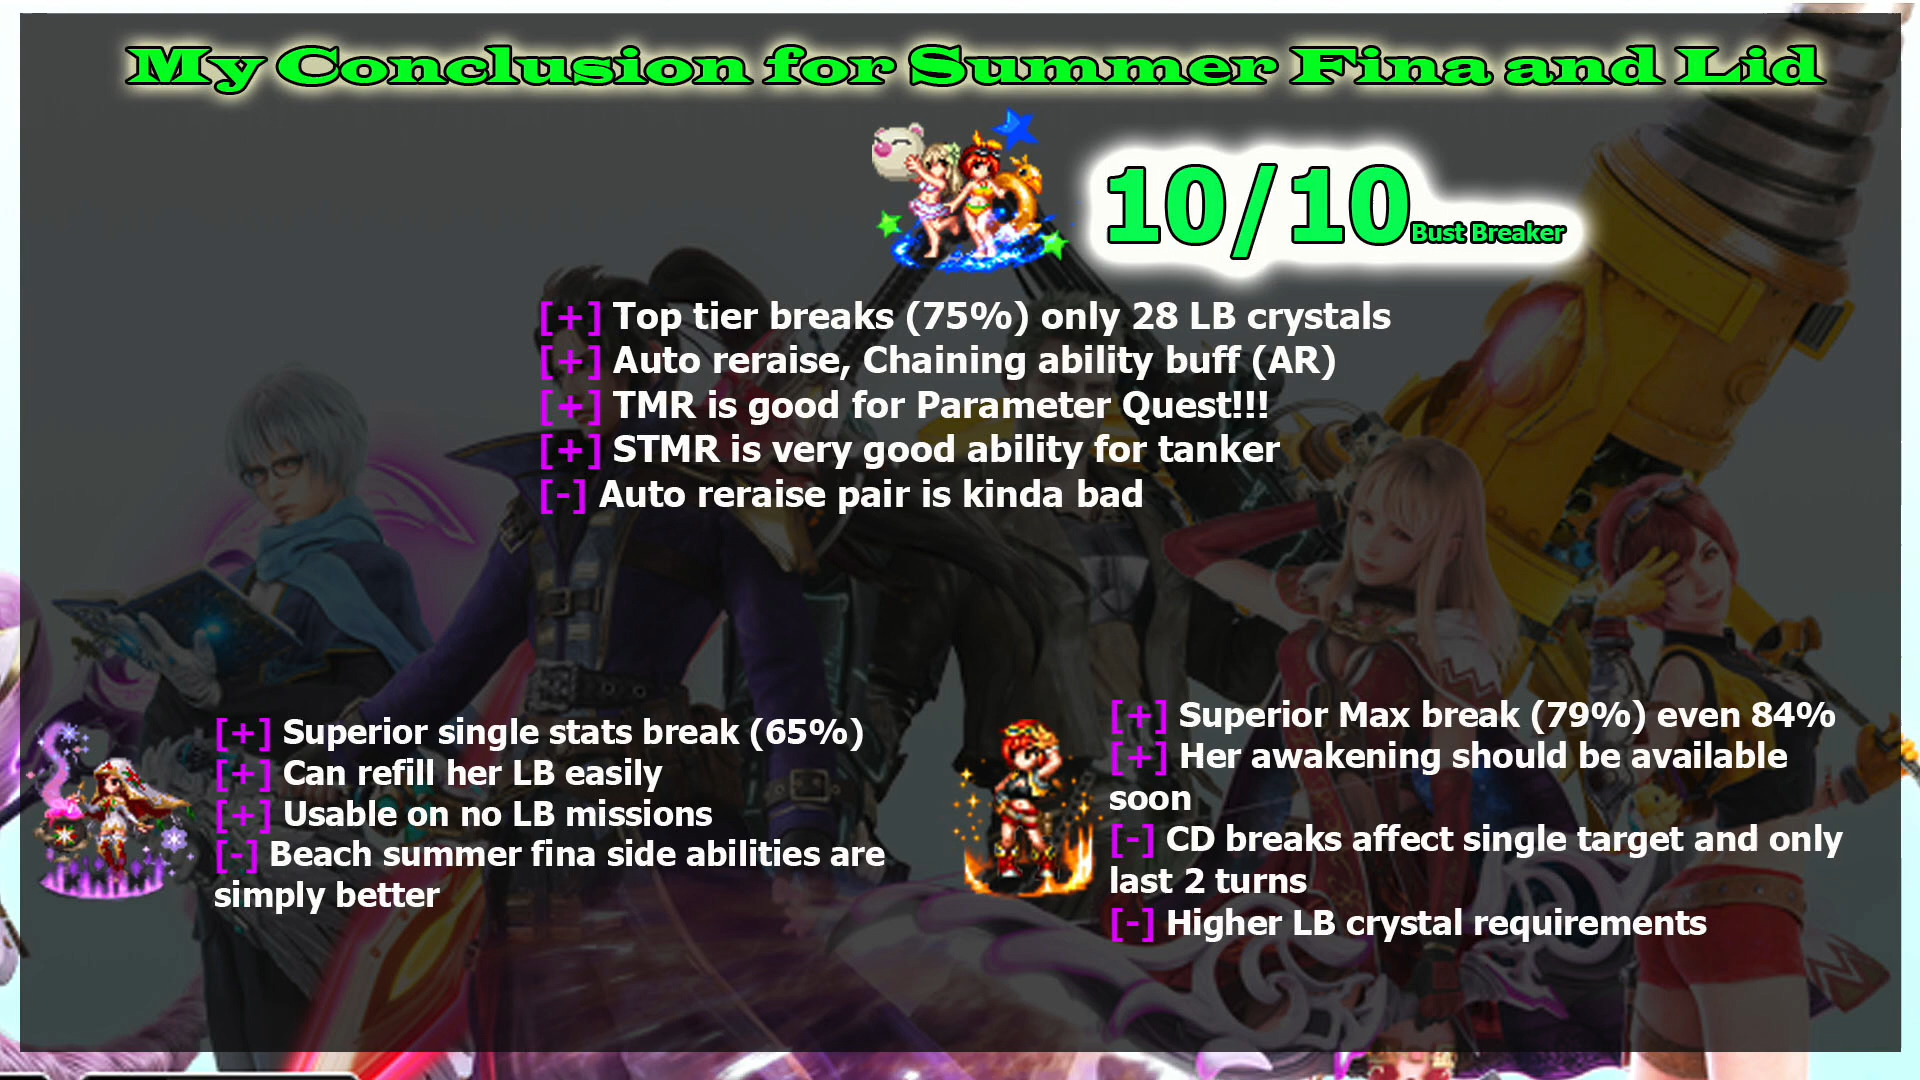 My Conclusion for Summer Fina and Lid
10/10 Bust Breaker
[+] Top tier breaks (75%) only 28 LB crystals
[+] Auto reraise, Chaining ability buff (AR)
[+] TMR is good for Parameter Quest!!!
[+] STMR is very good ability for tanker
[-] Auto reraise pair is kinda bad
[+] Superior single stats break (65%)
[+] Can refill her LB easily
[+] Usable on no LB missions
[-] Beach summer fina side abilities are
simply better
[+] Superior Max break (79%) even 84%
[+] Her awakening should be available
soon
[-] CD breaks affect single target and only
last 2 turns
[-] Higher LB crystal requirements